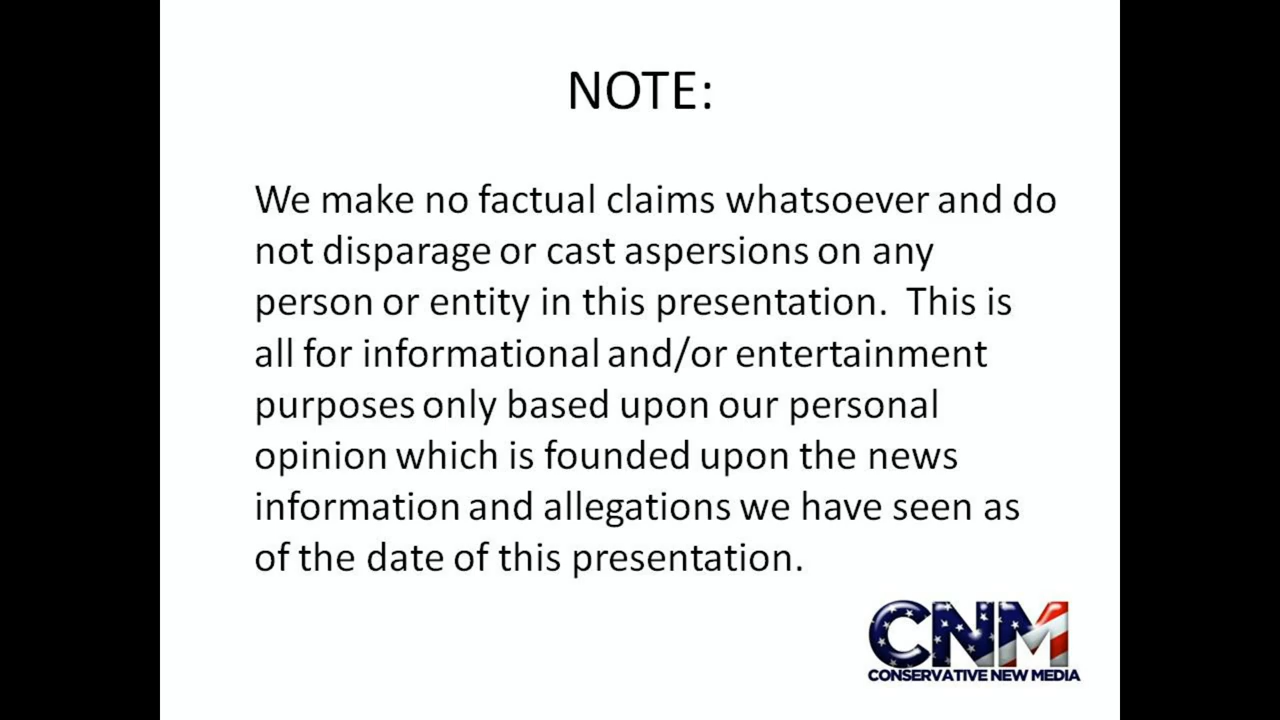 NOTE:
We make no factual claims whatsoever and do
not disparage or cast aspersions on any
person or entity in this presentation.  This is
all for informational and/or entertainment
purposes only based upon our personal
opinion which is founded upon the news
information and allegations we have seen as
of the date of this presentation.
CNM
CONSERVATIVE NEW MEDIA